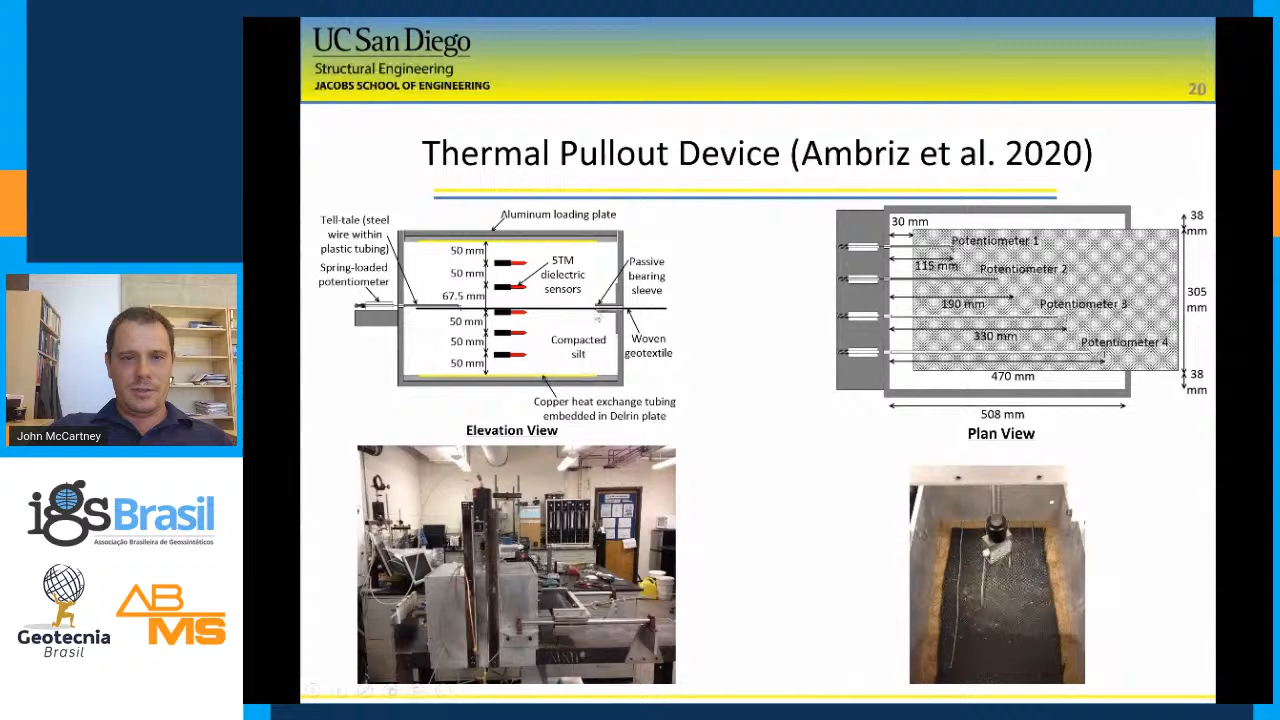 UC San Diego
Structural Engineering
JACOBS SCHOOL OF ENGINEERING
20
Thermal Pullout Device (Ambriz et al. 2020)
Tell-tale (steel
wire within
plastic tubing)
Spring-loaded
potentiometer
Aluminum loading plate
50 mm
50 mm
67.5 mm
50 mm
50 mm
50 mm
5TM
dielectric
sensors
Passive
bearing
sleeve
Compacted
silt
Woven
geotextile
Copper heat exchange tubing
embedded in Delrin plate
Elevation View
30 mm
38
mm
Potentiometer 1
115 mm
Potentiometer 2
190 mm
Potentiometer 3
305
mm
330 mm
Potentiometer 4
470 mm
38
mm
508 mm
Plan View
John McCartney
igsBrasil
Associação Brasileira de Geossintéticos
Geotecnia
Brasil
ABMS